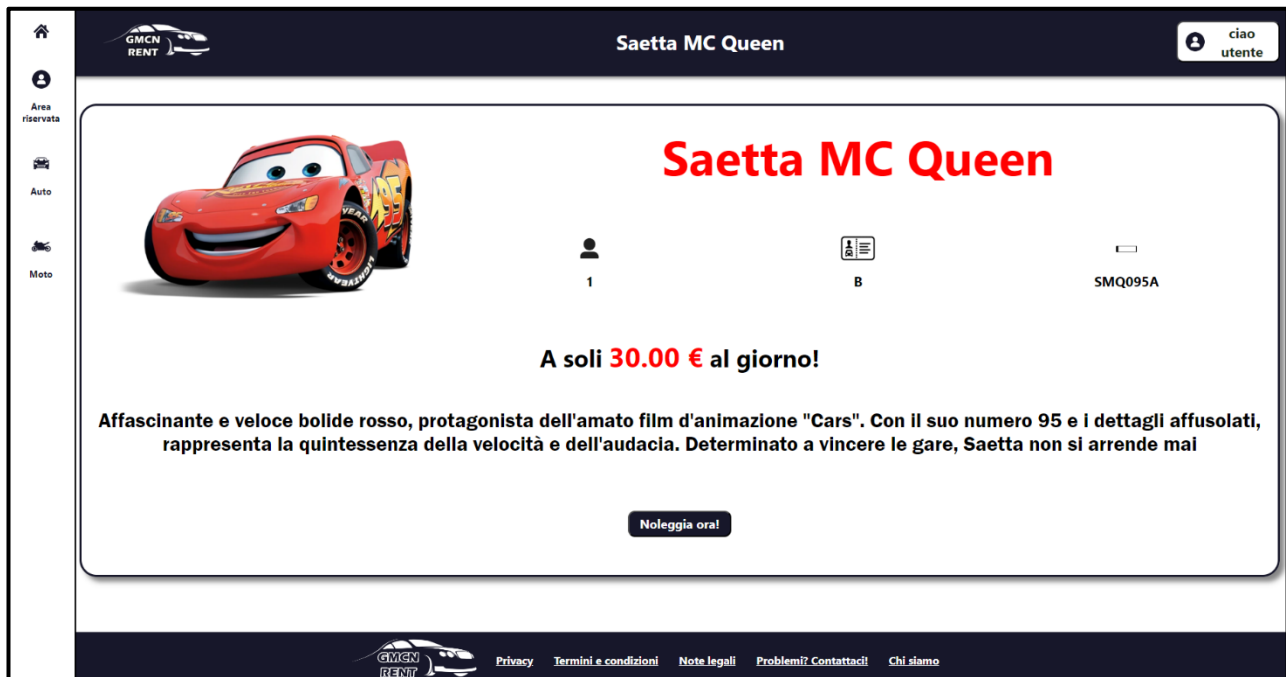 GMCN
RENT
Saetta MC Queen
ciao
utente
Area
riservata
Auto
Moto
Saetta MC Queen
95
YEAR
LIGHTYEAR
1
B
SMQ095A
A soli 30.00 € al giorno!
Affascinante e veloce bolide rosso, protagonista dell'amato film d'animazione "Cars". Con il suo numero 95 e i dettagli affusolati,
rappresenta la quintessenza della velocità e dell'audacia. Determinato a vincere le gare, Saetta non si arrende mai
Noleggia ora!
GMCN
RENT
Privacy
Termini e condizioni
Note legali
Problemi? Contattaci!
Chi siamo